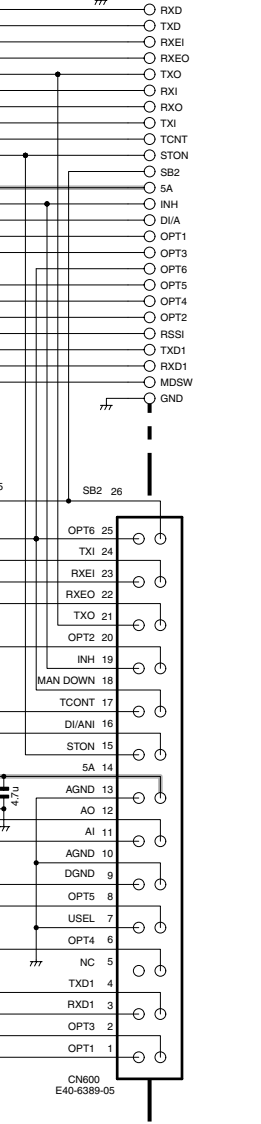 RXD
TXD
RXEI
RXEO
TXO
RXI
RXO
TXI
TCNT
STON
SB2
5A
INH
DI/A
OPT1
OPT3
OPT6
OPT5
OPT4
OPT2
RSSI
TXD1
RXD1
MDSW
GND
SB2 26
OPT6 25
TXI 24
RXEI 23
RXEO 22
TXO 21
OPT2 20
INH 19
MAN DOWN 18
TCONT 17
DI/ANI 16
STON 15
5A 14
4.7u
AGND 13
AO 12
AI 11
AGND 10
DGND 9
OPT5 8
USEL 7
OPT4 6
NC 5
TXD1 4
RXD1 3
OPT3 2
OPT1 1
CN600
E40-6389-05